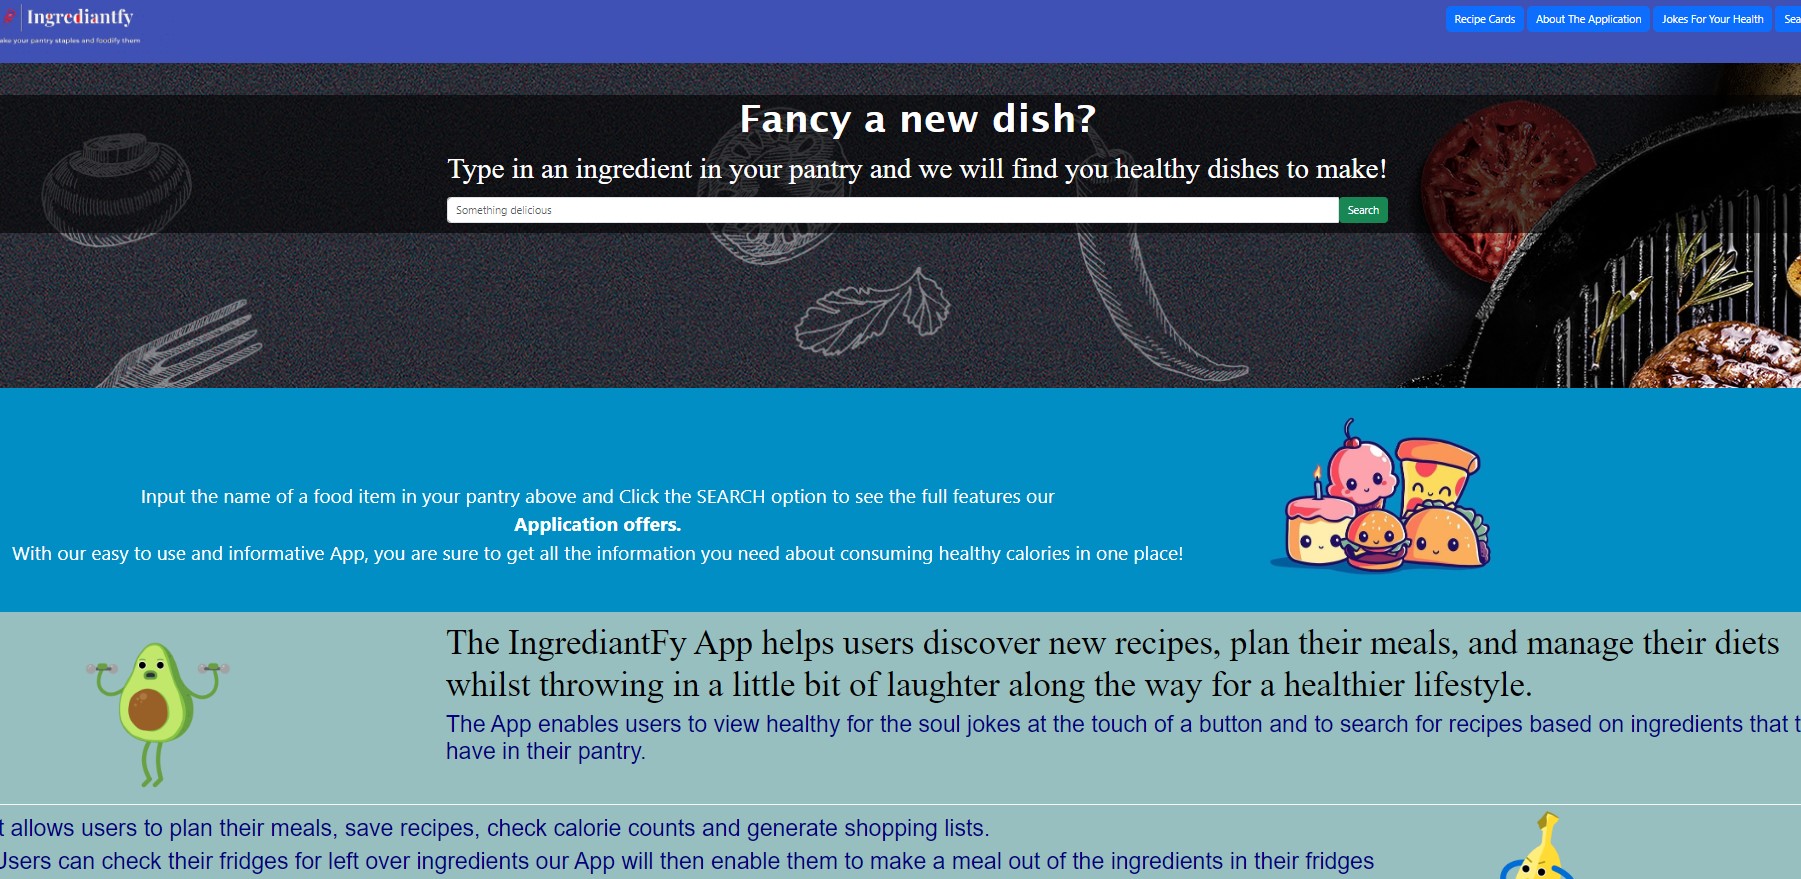 Ingrediantfy
ake your pantry staples and foodify them
Recipe Cards
About The Application
Jokes For Your Health
Sea
Fancy a new dish?
Type in an ingredient in your pantry and we will find you healthy dishes to make!
Something delicious
Search
Input the name of a food item in your pantry above and Click the SEARCH option to see the full features our
Application offers.
With our easy to use and informative App, you are sure to get all the information you need about consuming healthy calories in one place!
The IngrediantFy App helps users discover new recipes, plan their meals, and manage their diets
whilst throwing in a little bit of laughter along the way for a healthier lifestyle.
The App enables users to view healthy for the soul jokes at the touch of a button and to search for recipes based on ingredients that t
have in their pantry.
t allows users to plan their meals, save recipes, check calorie counts and generate shopping lists.
Users can check their fridges for left over ingredients our App will then enable them to make a meal out of the ingredients in their fridges